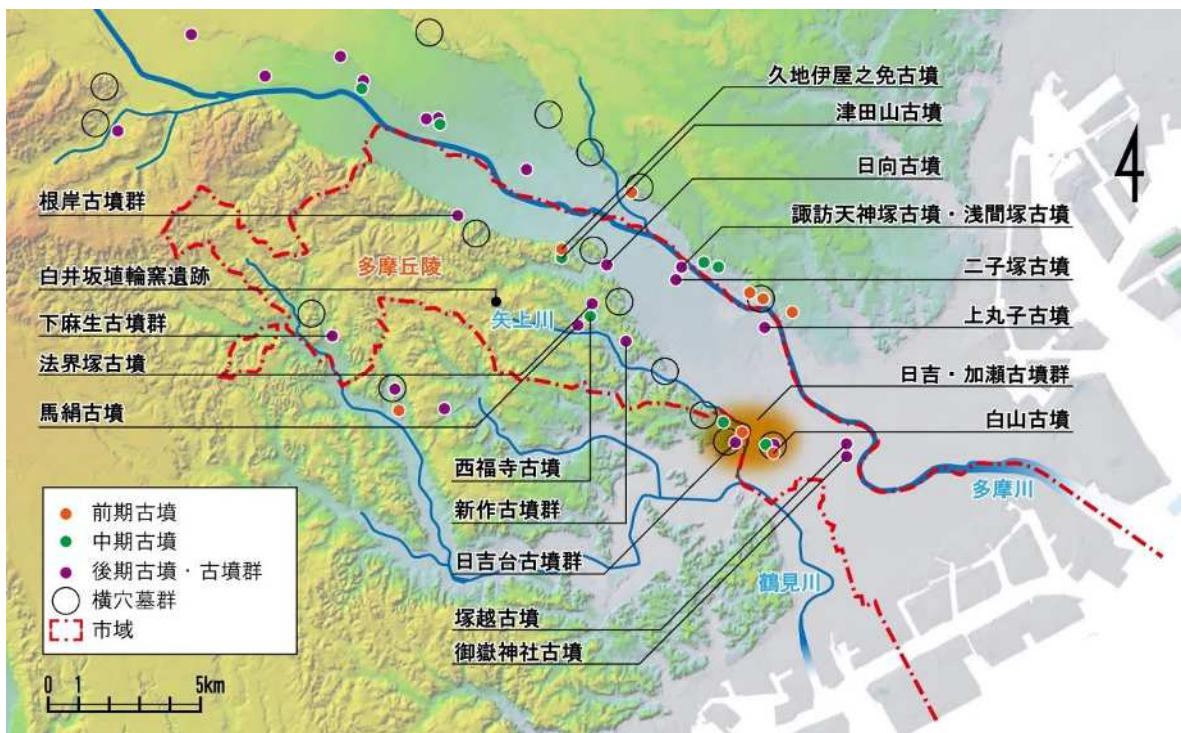 久地伊屋之免古墳
津田山古墳
日向古墳
諏訪天神塚古墳・浅間塚古墳
二子塚古墳
上丸子古墳
日吉・加瀬古墳群
白山古墳
多摩川
根岸古墳群
多摩丘陵
白井坂埴輪窯遺跡
矢上川
下麻生古墳群
法界塚古墳
馬絹古墳
西福寺古墳
新作古墳群
日吉台古墳群
鶴見川
塚越古墳
御嶽神社古墳
前期古墳
中期古墳
後期古墳・古墳群
横穴墓群
市域
0 1 5km